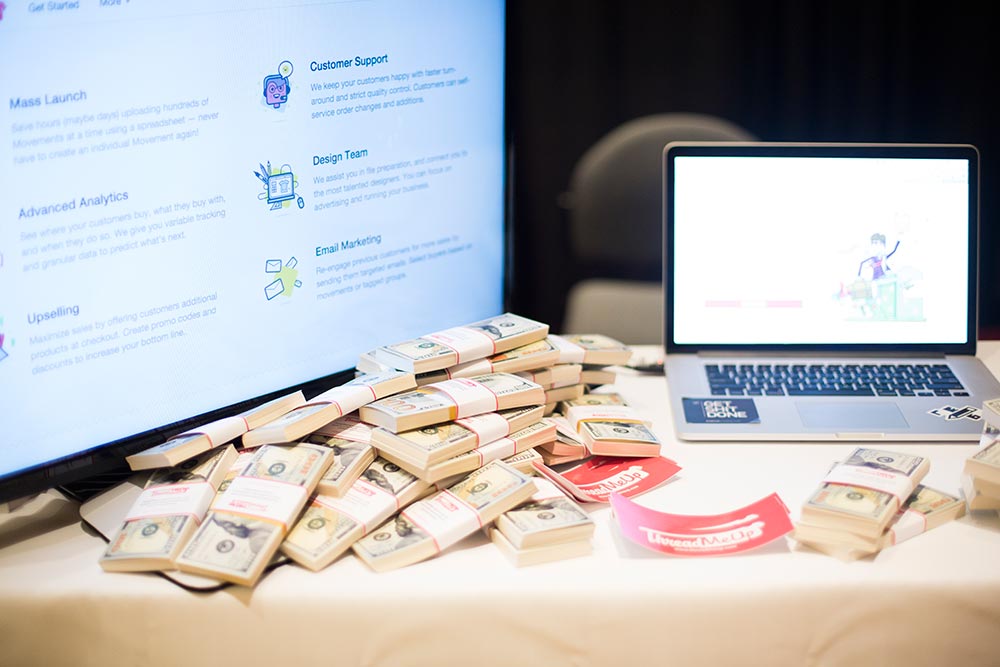 Get Started
More
Mass Launch
Save hours (maybe days) uploading hundreds of
Movements at a time using a spreadsheet — never
have to create an individual Movement again!
Advanced Analytics
See where your customers buy, what they buy with,
and when they do so. We give you variable tracking
and granular data to predict what's next.
Upselling
Maximize sales by offering customers additional
products at checkout. Create promo codes and
discounts to increase your bottom line.
Customer Support
We keep your customers happy with faster turn-
around and strict quality control. Customers can self-
service order changes and additions.
Design Team
We assist you in file preparation, and connect you to
the most talented designers. You can focus on
advertising and running your business.
Email Marketing
Re-engage previous customers for more sales by
sending them targeted emails. Select buyers based on
movements or tagged groups.
GET
SHIT
DONE
ThreadMeUp
ThreadMeUp